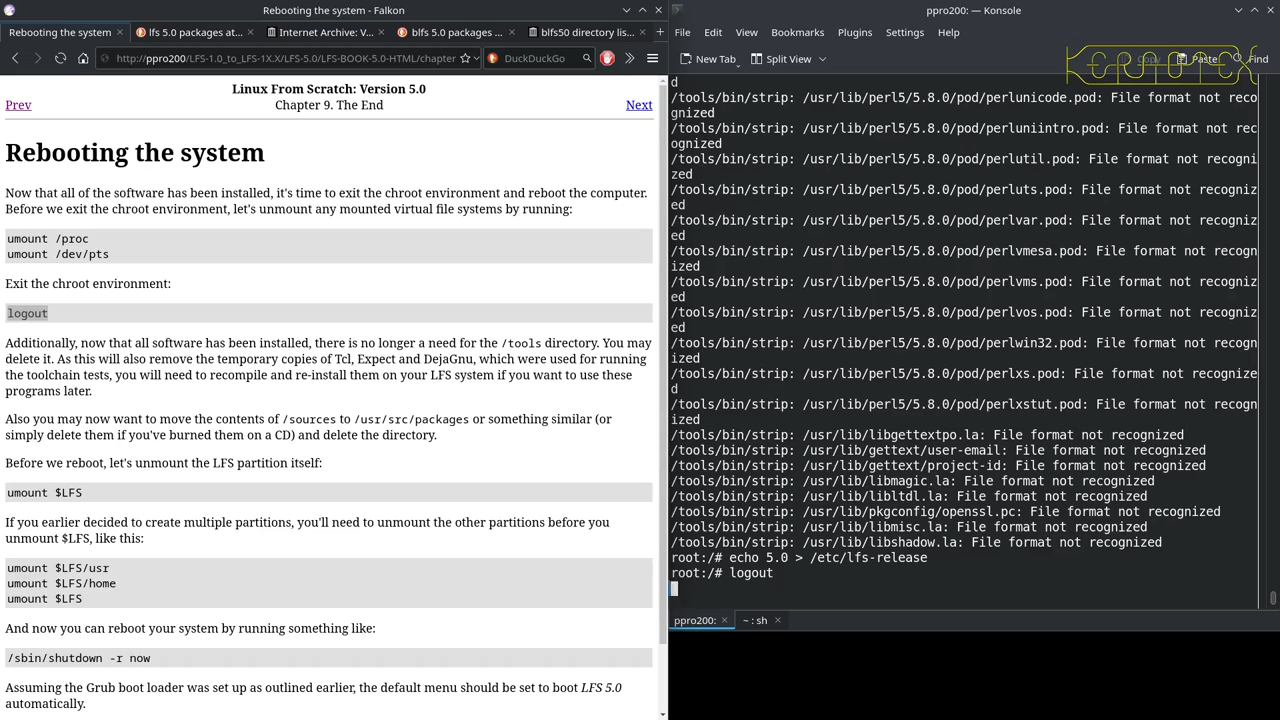 Rebooting the system - Falkon
Rebooting the system
lfs 5.0 packages at...
Internet Archive: V...
blfs 5.0 packages ...
blfs50 directory lis...
http://ppro200/LFS-1.0_to_LFS-1X.X/LFS-5.0/LFS-BOOK-5.0-HTML/chapter
DuckDuckGo
Linux From Scratch: Version 5.0
Prev
Chapter 9. The End
Next
Rebooting the system
Now that all of the software has been installed, it's time to exit the chroot environment and reboot the computer.
Before we exit the chroot environment, let's unmount any mounted virtual file systems by running:
umount /proc
umount /dev/pts
Exit the chroot environment:
logout
Additionally, now that all software has been installed, there is no longer a need for the /tools directory. You may
delete it. As this will also remove the temporary copies of Tcl, Expect and DejaGnu, which were used for running
the toolchain tests, you will need to recompile and re-install them on your LFS system if you want to use these
programs later.
Also you may now want to move the contents of /sources to /usr/src/packages or something similar (or
simply delete them if you've burned them on a CD) and delete the directory.
Before we reboot, let's unmount the LFS partition itself:
umount $LFS
If you earlier decided to create multiple partitions, you'll need to unmount the other partitions before you
unmount $LFS, like this:
umount $LFS/usr
umount $LFS/home
umount $LFS
And now you can reboot your system by running something like:
/sbin/shutdown -r now
Assuming the Grub boot loader was set up as outlined earlier, the default menu should be set to boot LFS 5.0
automatically.
ppro200: — Konsole
File Edit View Bookmarks Plugins Settings Help
New Tab
Split View
Copy
Paste
Find
d
/tools/bin/strip: /usr/lib/perl5/5.8.0/pod/perlunicode.pod: File format not reco
gnized
/tools/bin/strip: /usr/lib/perl5/5.8.0/pod/perluniintro.pod: File format not rec
ognized
/tools/bin/strip: /usr/lib/perl5/5.8.0/pod/perlutil.pod: File format not recogni
zed
/tools/bin/strip: /usr/lib/perl5/5.8.0/pod/perluts.pod: File format not recogniz
ed
/tools/bin/strip: /usr/lib/perl5/5.8.0/pod/perlvar.pod: File format not recogniz
ed
/tools/bin/strip: /usr/lib/perl5/5.8.0/pod/perlvmesa.pod: File format not recogn
ized
/tools/bin/strip: /usr/lib/perl5/5.8.0/pod/perlvms.pod: File format not recogniz
ed
/tools/bin/strip: /usr/lib/perl5/5.8.0/pod/perlvos.pod: File format not recogniz
ed
/tools/bin/strip: /usr/lib/perl5/5.8.0/pod/perlwin32.pod: File format not recogn
ized
/tools/bin/strip: /usr/lib/perl5/5.8.0/pod/perlxs.pod: File format not recognize
d
/tools/bin/strip: /usr/lib/perl5/5.8.0/pod/perlxstut.pod: File format not recogn
ized
/tools/bin/strip: /usr/lib/libgettextpo.la: File format not recognized
/tools/bin/strip: /usr/lib/gettext/user-email: File format not recognized
/tools/bin/strip: /usr/lib/gettext/project-id: File format not recognized
/tools/bin/strip: /usr/lib/libmagic.la: File format not recognized
/tools/bin/strip: /usr/lib/libltdl.la: File format not recognized
/tools/bin/strip: /usr/lib/pkgconfig/openssl.pc: File format not recognized
/tools/bin/strip: /usr/lib/libmisc.la: File format not recognized
/tools/bin/strip: /usr/lib/libshadow.la: File format not recognized
root:/# echo 5.0 > /etc/lfs-release
root:/# logout
ppro200:
~ : sh